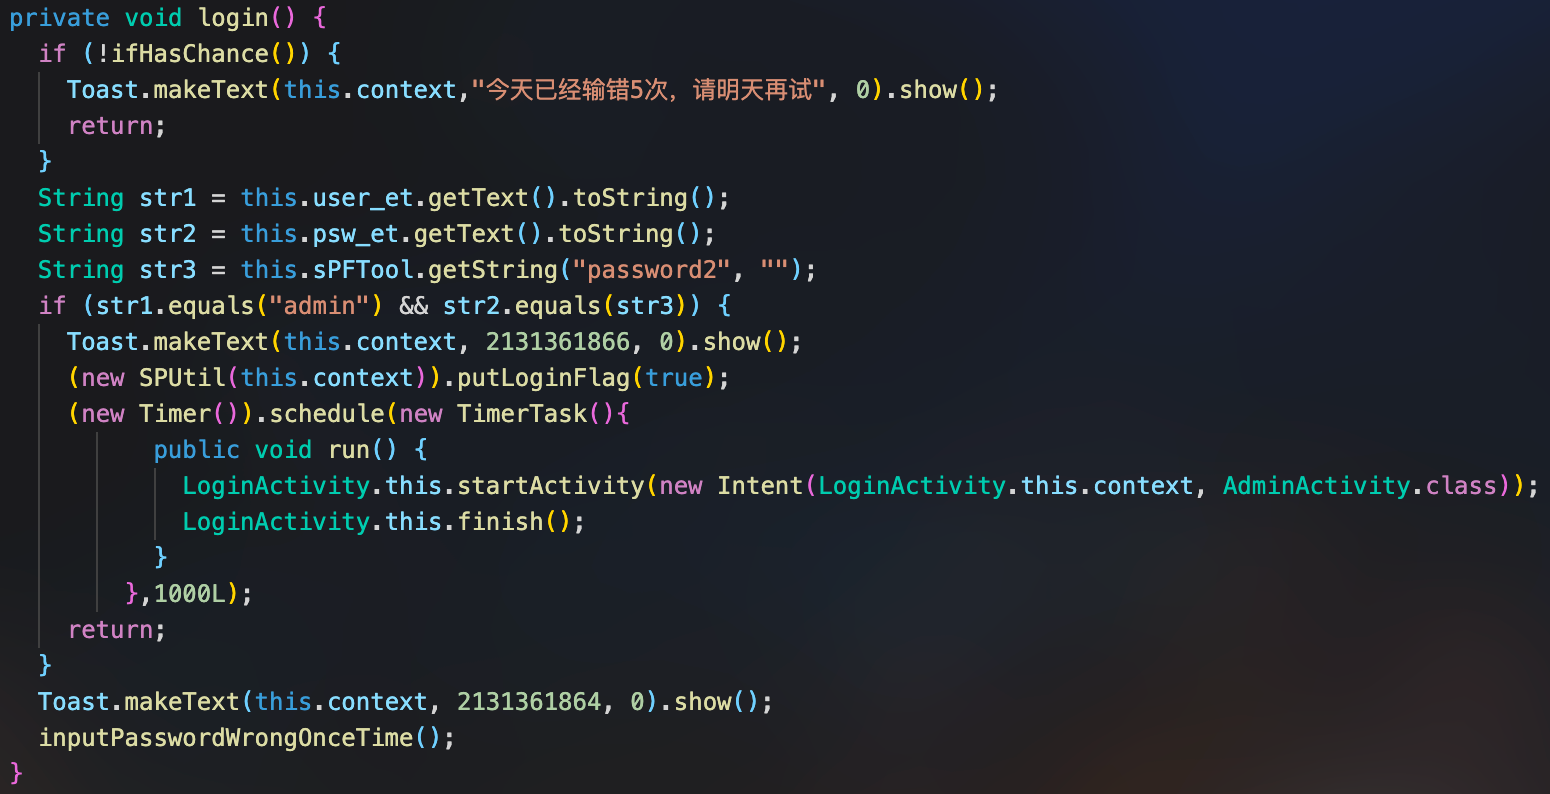 private void login() {
if (!ifHasChance()) {
Toast.makeText(this.context,"今天已经输错5次，请明天再试", 0).show();
return;
}
String str1 = this.user_et.getText().toString();
String str2 = this.psw_et.getText().toString();
String str3 = this.sPFTool.getString("password2", "");
if (str1.equals("admin") && str2.equals(str3)) {
Toast.makeText(this.context, 2131361866, 0).show();
(new SPUtil(this.context)).putLoginFlag(true);
(new Timer()).schedule(new TimerTask(){
public void run() {
LoginActivity.this.startActivity(new Intent(LoginActivity.this.context, AdminActivity.class));
LoginActivity.this.finish();
}
},1000L);
return;
}
Toast.makeText(this.context, 2131361864, 0).show();
inputPasswordWrongOnceTime();
}